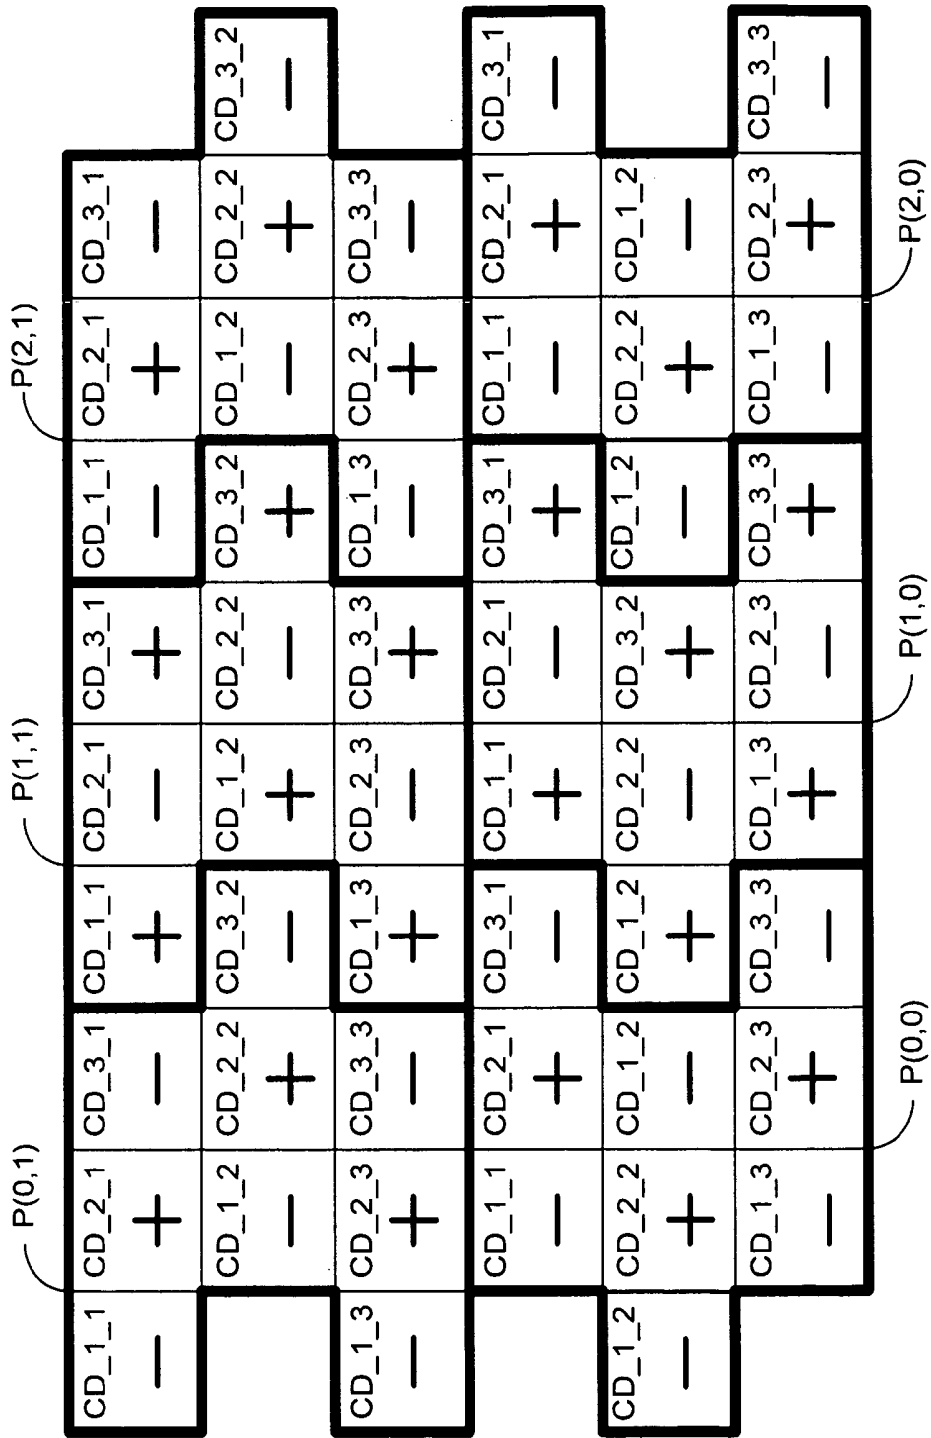 P(0,1) P(1,1) P(2,1)
CD_1_1 CD_2_1 CD_3_1 CD_1_1 CD_2_1 CD_3_1 CD_1_1 CD_2_1 CD_3_1
− + − + − + − + −
CD_1_2 CD_2_2 CD_3_2 CD_1_2 CD_2_2 CD_3_2 CD_1_2 CD_2_2 CD_3_2
− + − + − + − + −
CD_1_3 CD_2_3 CD_3_3 CD_1_3 CD_2_3 CD_3_3 CD_1_3 CD_2_3 CD_3_3
− + − + − + − + −
CD_1_1 CD_2_1 CD_3_1 CD_1_1 CD_2_1 CD_3_1 CD_1_1 CD_2_1 CD_3_1
− + − + − + − + −
CD_1_2 CD_2_2 CD_1_2 CD_1_2 CD_2_2 CD_3_2 CD_1_2 CD_2_2 CD_1_2
− + − + − + − + −
CD_1_3 CD_2_3 CD_3_3 CD_1_3 CD_2_3 CD_3_3 CD_1_3 CD_2_3 CD_3_3
− + − + − + − + −
P(0,0) P(1,0) P(2,0)